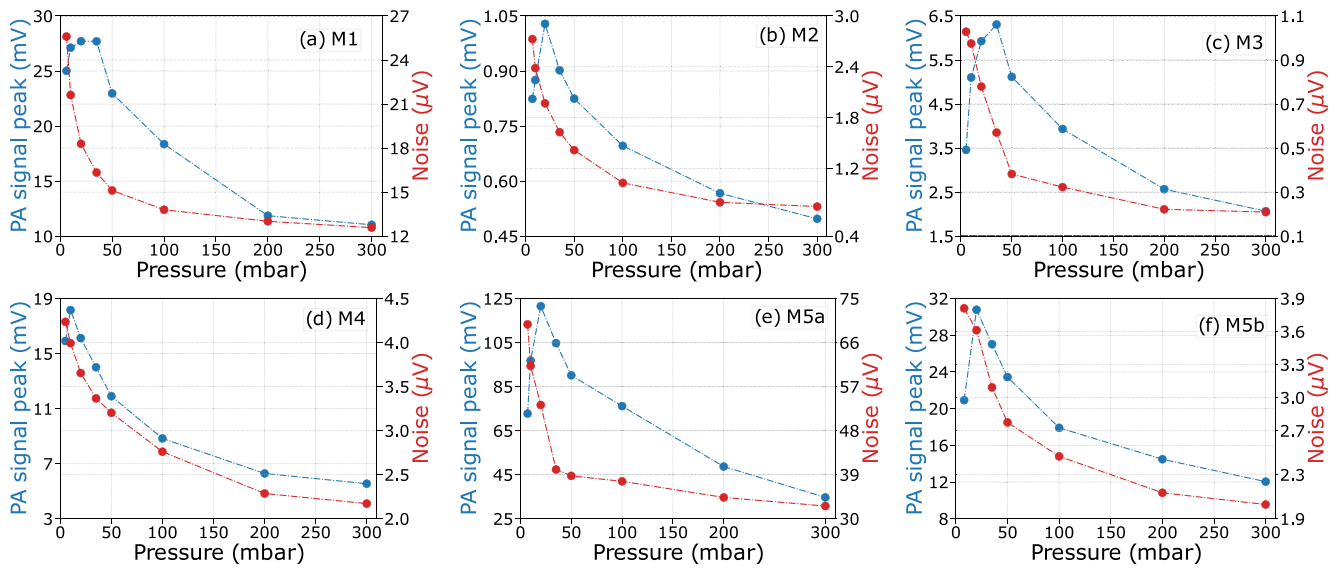 (a) M1
PA signal peak (mV)
30
25
20
14
10
Noise (μV)
27
24
21
18
15
12
0 50 100 150 200 250 300
Pressure (mbar)
(b) M2
PA signal peak (mV)
1.05
0.90
0.75
0.60
0.45
Noise (μV)
3.0
2.4
1.8
1.2
0.4
0 50 100 150 200 250 300
Pressure (mbar)
(c) M3
PA signal peak (mV)
6.5
5.5
4.5
3.5
2.5
1.5
Noise (μV)
1.1
0.9
0.7
0.5
0.3
0.1
0 50 100 150 200 250 300
Pressure (mbar)
(d) M4
PA signal peak (mV)
19
15
11
7
3
Noise (μV)
4.5
4.0
3.5
3.0
2.5
2.0
0 50 100 150 200 250 300
Pressure (mbar)
(e) M5a
PA signal peak (mV)
125
105
85
65
45
25
Noise (μV)
75
66
57
48
39
30
0 50 100 150 200 250 300
Pressure (mbar)
(f) M5b
PA signal peak (mV)
32
28
24
20
16
12
8
Noise (μV)
3.9
3.6
3.3
3.0
2.7
2.3
1.9
0 50 100 150 200 250 300
Pressure (mbar)